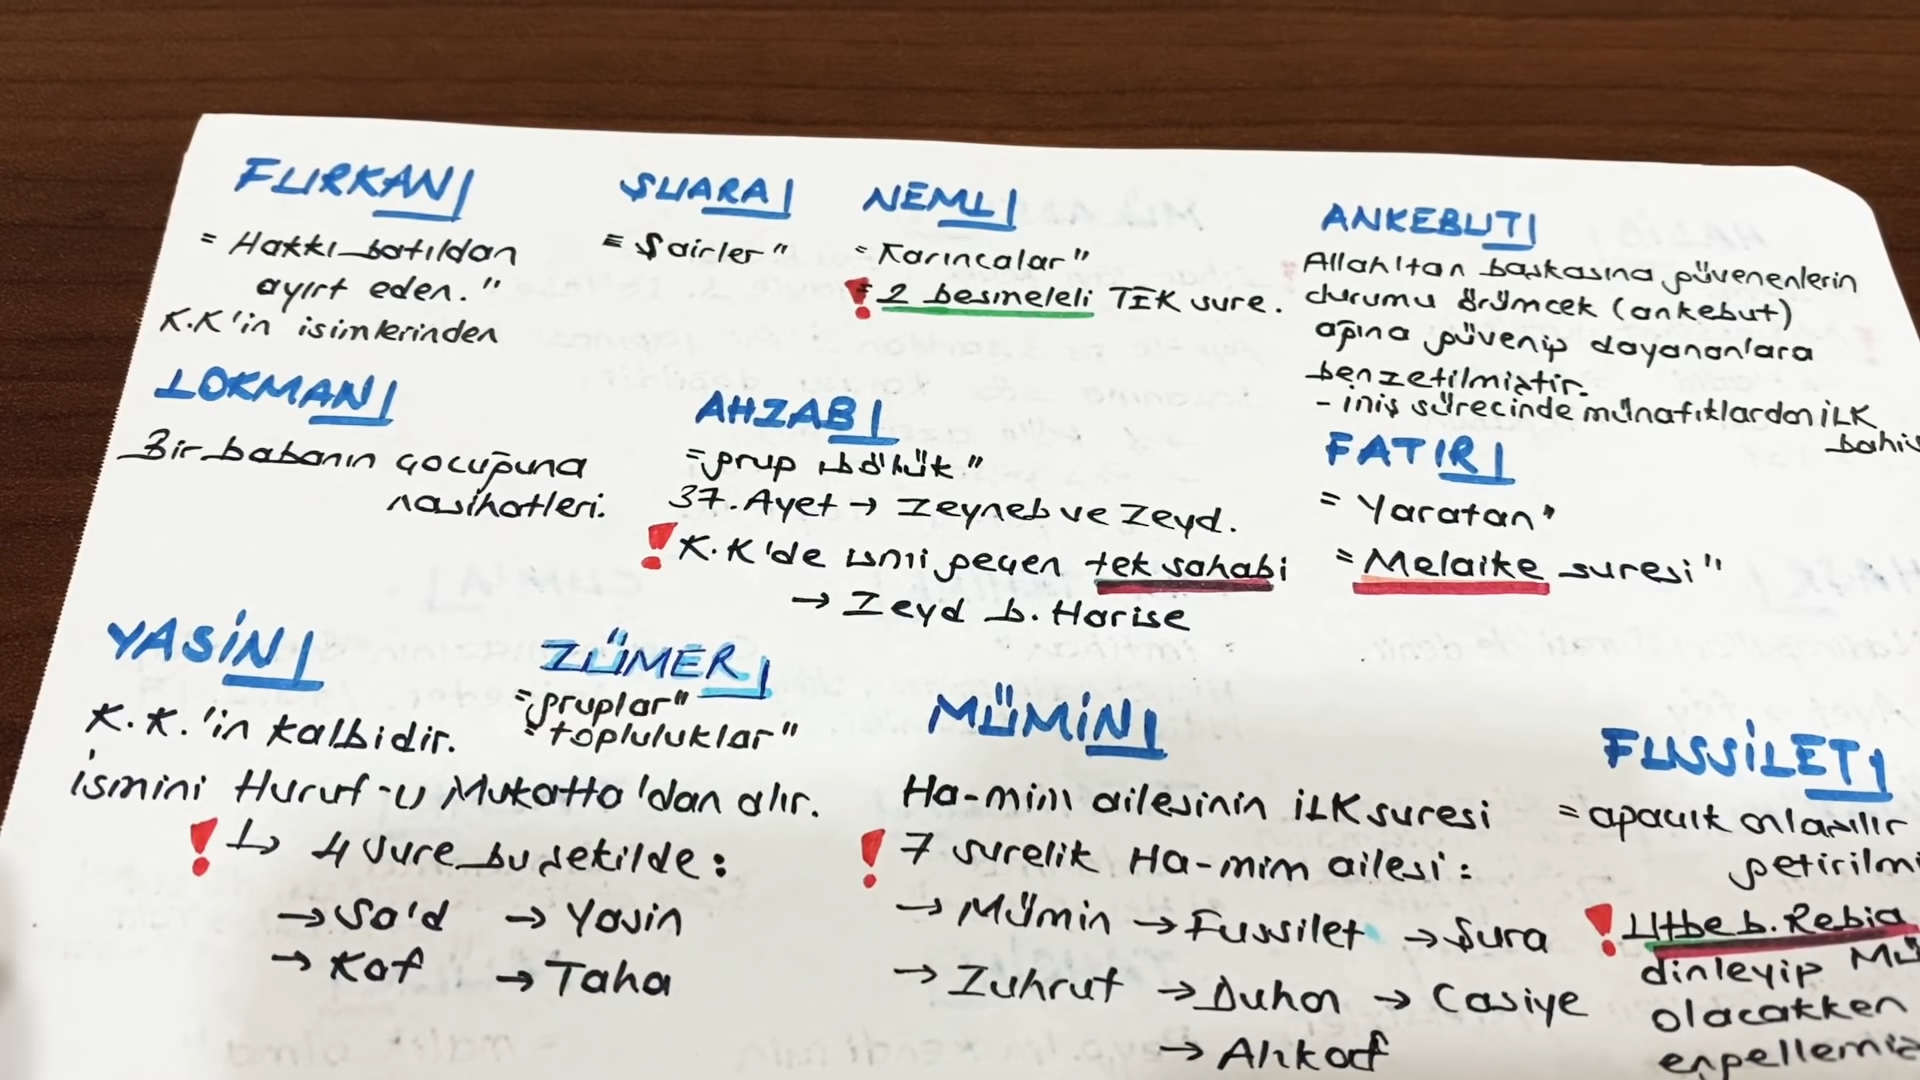 FURKAN
= Hakkı batıldan
ayırt eden."
K.K'in isimlerinden
ŞUARA
= Şairler"
NEML
= Karıncalar"
! = 2 besmeleli TEK sure.
ANKEBUT
Allah'tan başkasına güvenenlerin
durumu örümcek (ankebut)
ağına güvenip dayananlara
benzetilmiştir.
- iniş sürecinde münafıklardan İLK
bahis
LOKMAN
Bir babanın çocuğuna
nasihatleri.
AHZAB
= grup, bölük"
37. Ayet → Zeyneb ve Zeyd.
! K.K'de ismi geçen tek sahabi
→ Zeyd b. Harise
FATIR
= Yaratan"
= Melaike suresi"
YASİN
K.K.'in kalbidir.
ismini Huruf-u Mukatta'dan alır.
! ↳ 4 sure bu şekilde:
→ Sa'd → Yasin
→ Kaf → Taha
ZÜMER
= gruplar"
= topluluklar"
MÜMİN
Ha-mim ailesinin İLK suresi
! 7 surelik Ha-mim ailesi:
→ Mümin → Fussilet → Şura
→ Zuhruf → Duhan → Casiye
→ Ahkaf
FUSSİLET
= apaçık anlaşılır
getirilmi
! Utbe b. Rebia
dinleyip Mü
olacakken
engellemiş